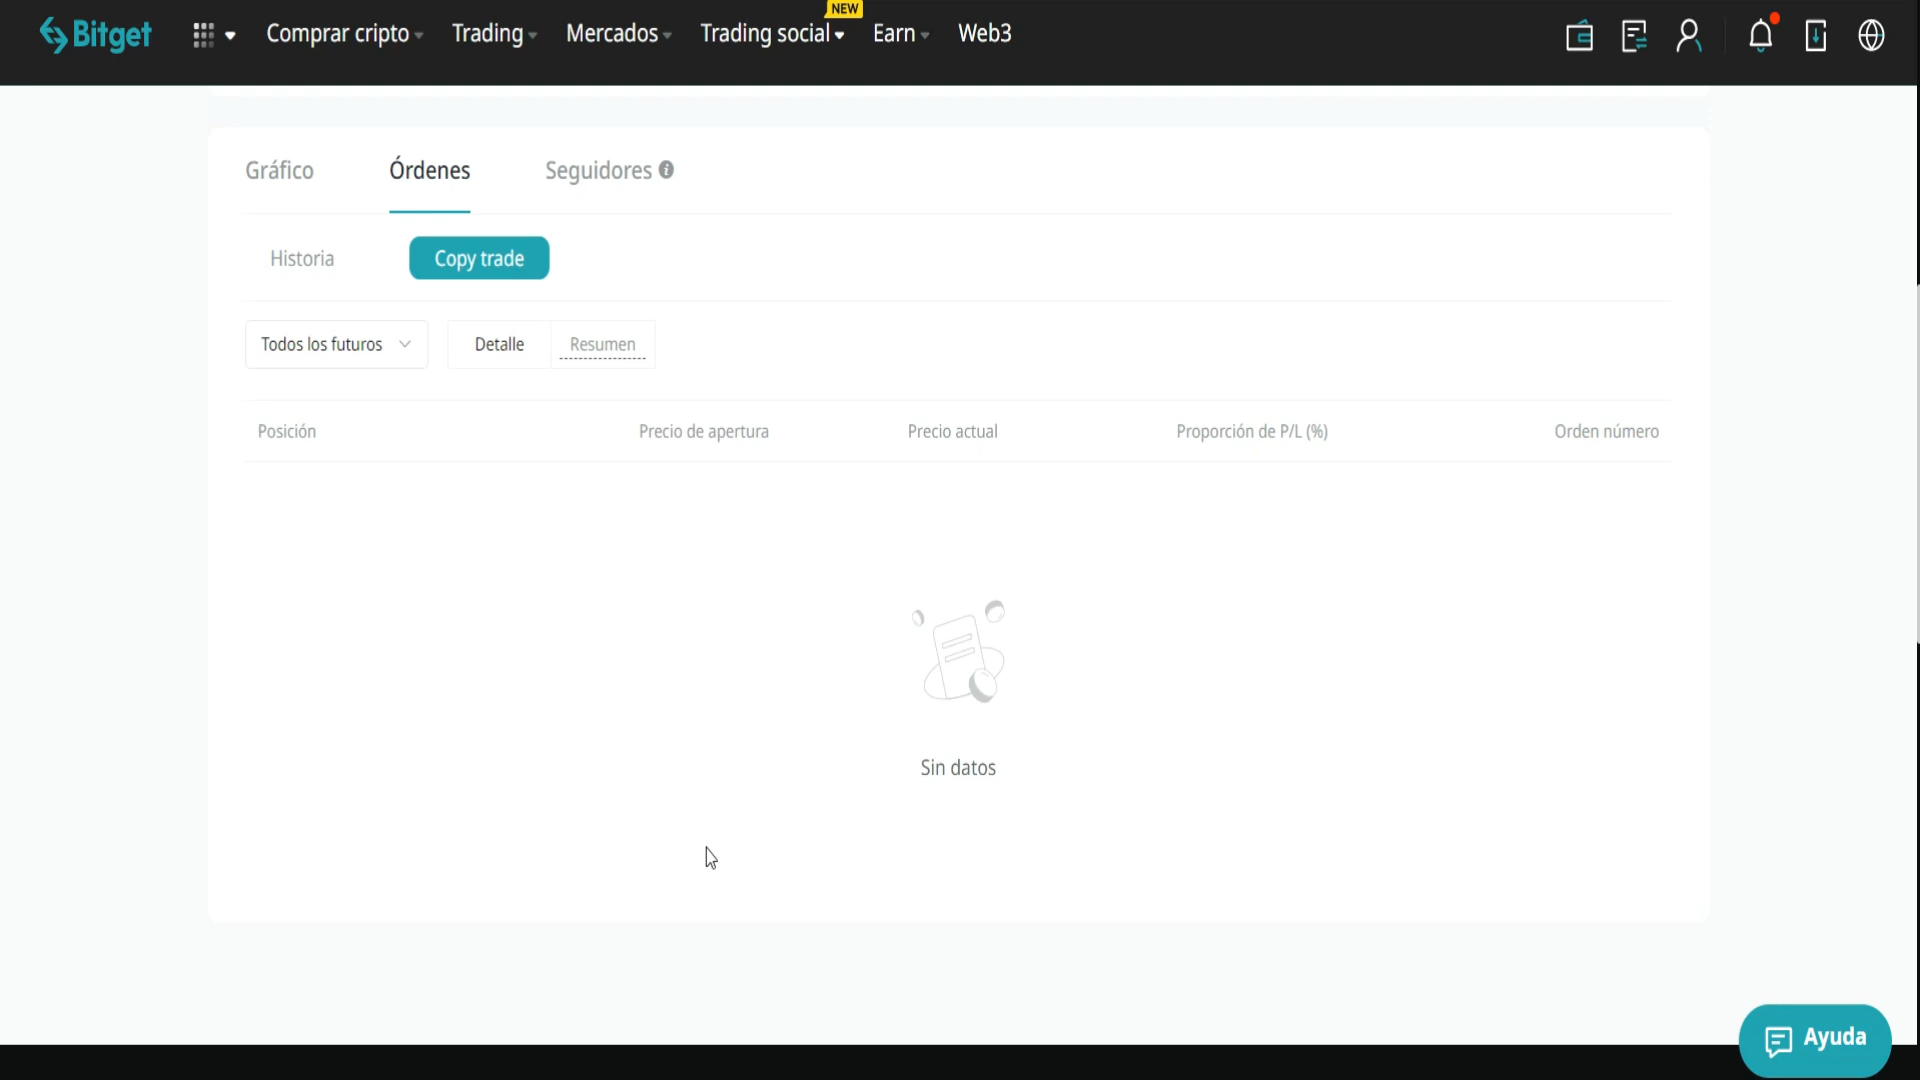 Bitget
Comprar cripto
Trading
Mercados
Trading social
NEW
Earn
Web3
Gráfico
Órdenes
Seguidores
Historia
Copy trade
Todos los futuros
Detalle
Resumen
Posición
Precio de apertura
Precio actual
Proporción de P/L (%)
Orden número
Sin datos
Ayuda